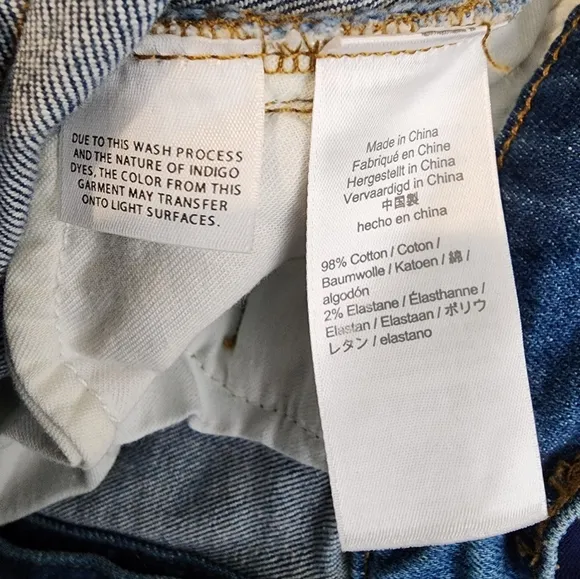 DUE TO THIS WASH PROCESS
AND THE NATURE OF INDIGO
DYES, THE COLOR FROM THIS
GARMENT MAY TRANSFER
ONTO LIGHT SURFACES.
Made in China
Fabriqué en Chine
Hergestellt in China
Vervaardigd in China
中国製
hecho en china
98% Cotton / Coton /
Baumwolle / Katoen / 綿 /
algodón
2% Elastane / Élasthanne /
Elastan / Elastaan / ポリウ
レタン / elastano